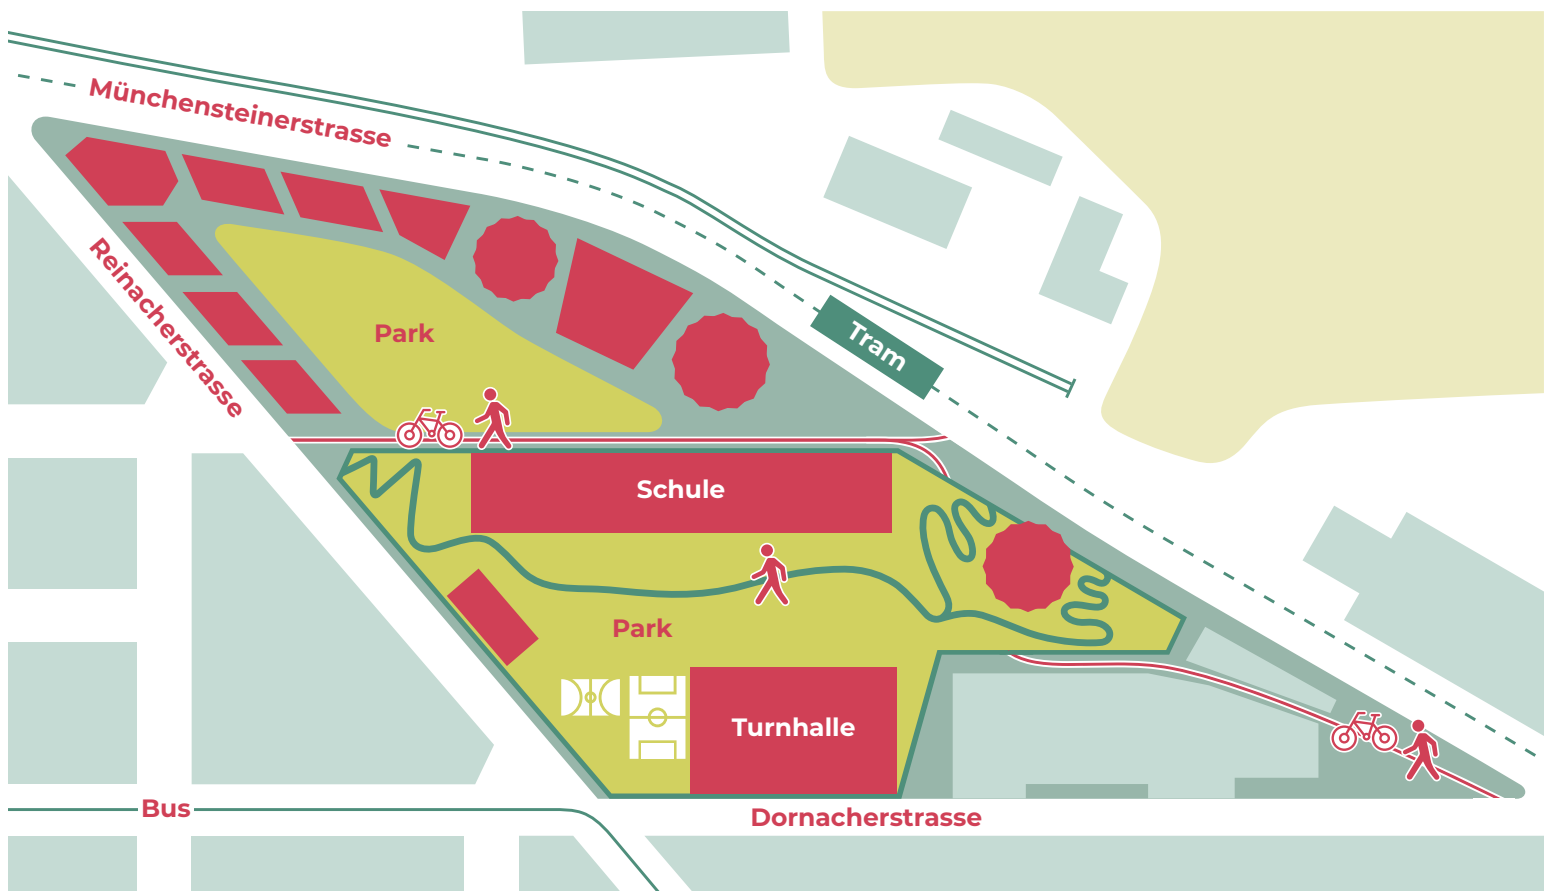 Münchensteinerstrasse
Reinacherstrasse
Park
Tram
Schule
Park
Turnhalle
Bus
Dornacherstrasse